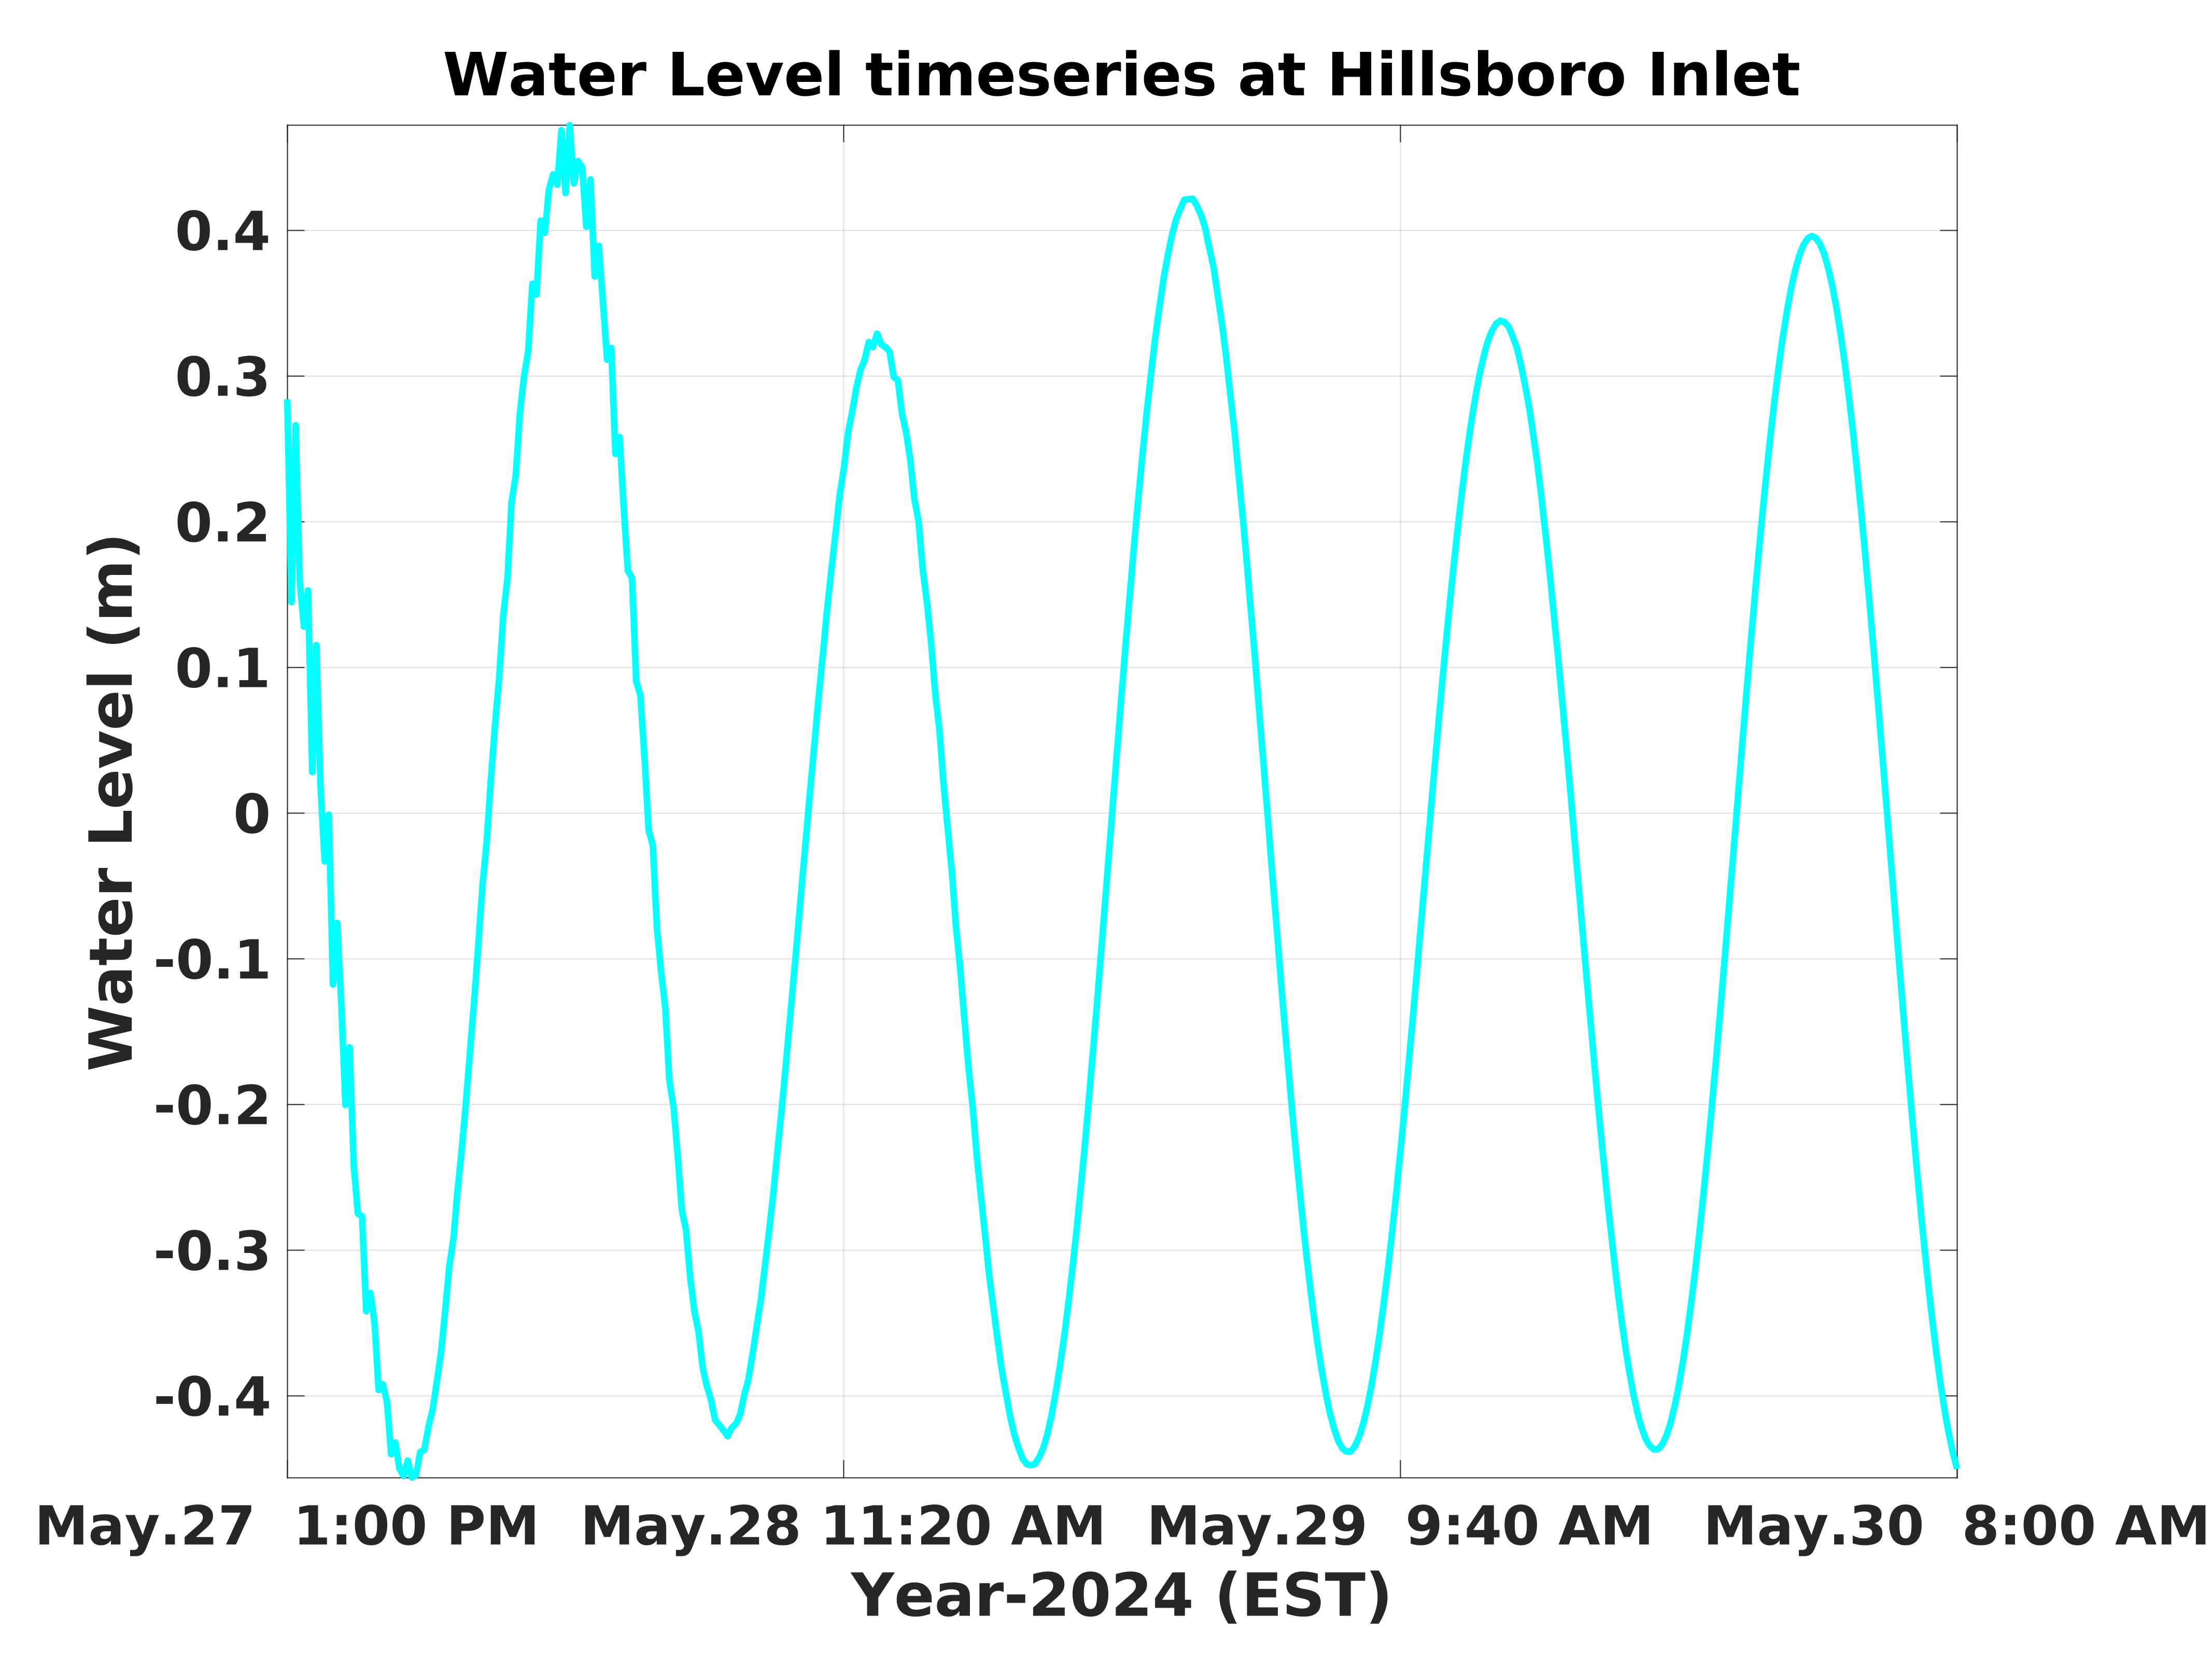 Water Level timeseries at Hillsboro Inlet
Water Level (m)
0.4
0.3
0.2
0.1
0
-0.1
-0.2
-0.3
-0.4
May.27 1:00 PM May.28 11:20 AM May.29 9:40 AM May.30 8:00 AM
Year-2024 (EST)